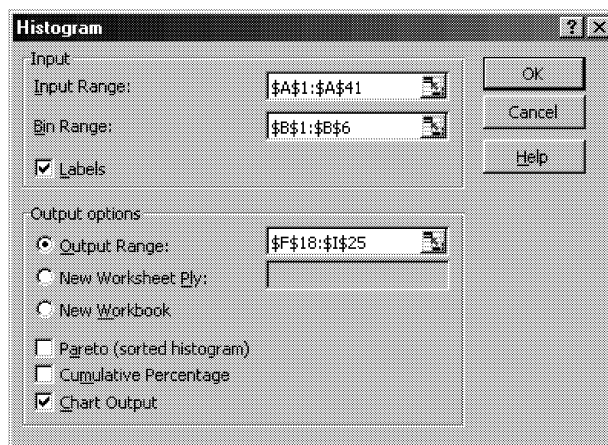 Histogram
Input
Input Range:
$A$1:$A$41
Bin Range:
$B$1:$B$6
Labels
OK
Cancel
Help
Output options
Output Range:
$F$18:$I$25
New Worksheet Ply:
New Workbook
Pareto (sorted histogram)
Cumulative Percentage
Chart Output